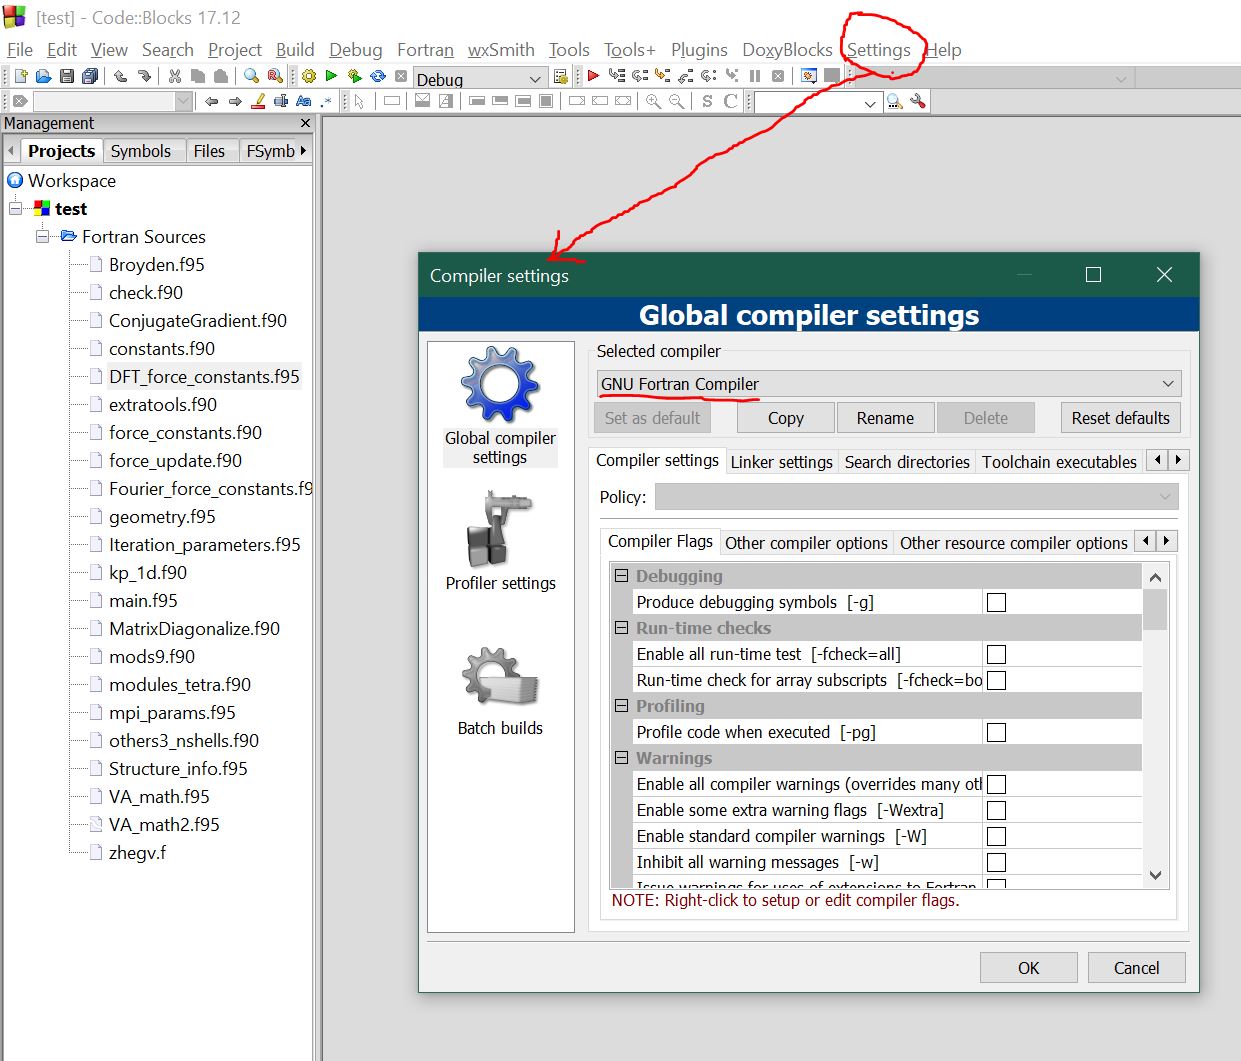 [test] - Code::Blocks 17.12
File Edit View Search Project Build Debug Fortran wxSmith Tools Tools+ Plugins DoxyBlocks Settings Help
Debug
S C
Management
Projects Symbols Files FSymb
Workspace
test
Fortran Sources
Broyden.f95
check.f90
ConjugateGradient.f90
constants.f90
DFT_force_constants.f95
extratools.f90
force_constants.f90
force_update.f90
Fourier_force_constants.f9
geometry.f95
Iteration_parameters.f95
kp_1d.f90
main.f95
MatrixDiagonalize.f90
mods9.f90
modules_tetra.f90
mpi_params.f95
others3_nshells.f90
Structure_info.f95
VA_math.f95
VA_math2.f95
zhegv.f
Compiler settings
Global compiler settings
Global compiler
settings
Profiler settings
Batch builds
Selected compiler
GNU Fortran Compiler
Set as default Copy Rename Delete Reset defaults
Compiler settings Linker settings Search directories Toolchain executables
Policy:
Compiler Flags Other compiler options Other resource compiler options
Debugging
Produce debugging symbols [-g]
Run-time checks
Enable all run-time test [-fcheck=all]
Run-time check for array subscripts [-fcheck=bo
Profiling
Profile code when executed [-pg]
Warnings
Enable all compiler warnings (overrides many oth
Enable some extra warning flags [-Wextra]
Enable standard compiler warnings [-W]
Inhibit all warning messages [-w]
Issue warnings for uses of extensions to Fortran
NOTE: Right-click to setup or edit compiler flags.
OK Cancel